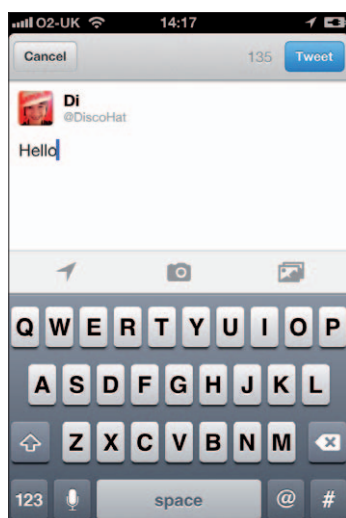 O2-UK 14:17
Cancel 135 Tweet
Di
@DiscoHat
Hello
Q W E R T Y U I O P
A S D F G H J K L
Z X C V B N M
123 space @ #